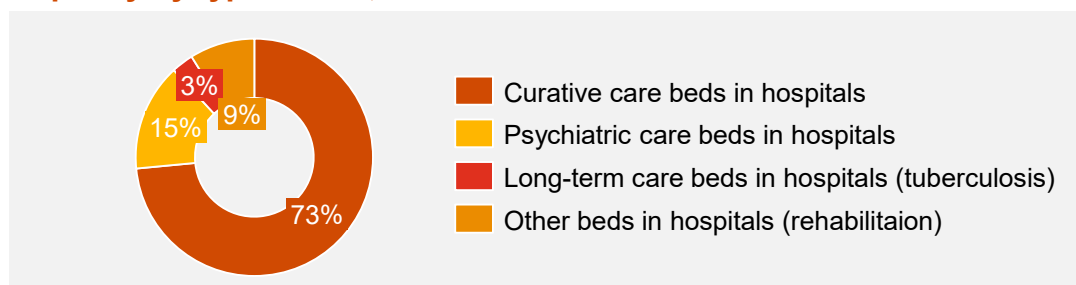 3%
9%
15%
73%
Curative care beds in hospitals
Psychiatric care beds in hospitals
Long-term care beds in hospitals (tuberculosis)
Other beds in hospitals (rehabilitaion)